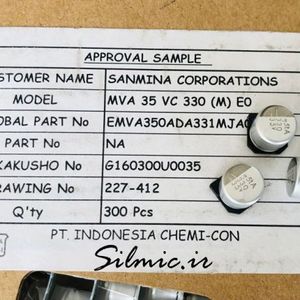 APPROVAL SAMPLE
STOMER NAME SANMINA CORPORATIONS
MODEL MVA 35 VC 330 (M) E0
OBAL PART No EMVA350ADA331MJA0
PART No NA
KAKUSHO No G160300U0035
RAWING No 227-412
Q'ty 300 Pcs
PT. INDONESIA CHEMI-CON
Silmic.ir